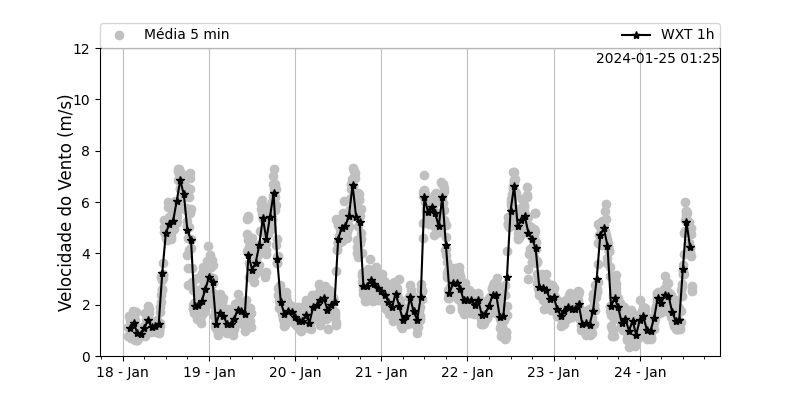 Média 5 min
WXT 1h
2024-01-25 01:25
Velocidade do Vento (m/s)
12
10
8
6
4
2
0
18 - Jan
19 - Jan
20 - Jan
21 - Jan
22 - Jan
23 - Jan
24 - Jan